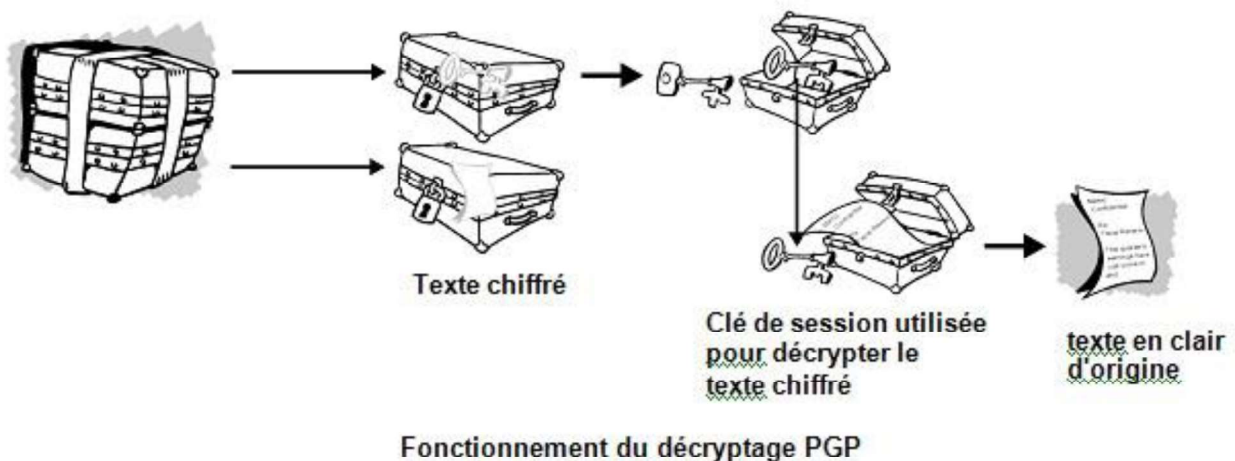 Texte chiffré
Clé de session utilisée
pour décrypter le
texte chiffré
texte en clair
d'origine
Fonctionnement du décryptage PGP